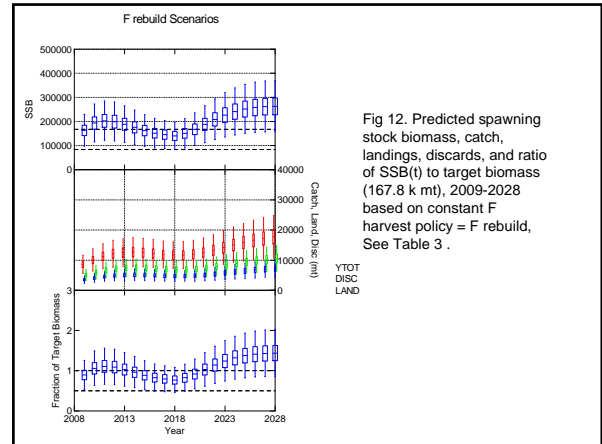 F rebuild Scenarios
500000
400000
300000
200000
100000
0
SSB
40000
30000
20000
10000
0
Catch, Land, Disc (mt)
3
2
1
0
Fraction of Target Biomass
2008
2013
2018
2023
2028
Year
YTOT
DISC
LAND
Fig 12. Predicted spawning
stock biomass, catch,
landings, discards, and ratio
of SSB(t) to target biomass
(167.8 k mt), 2009-2028
based on constant F
harvest policy = F rebuild,
See Table 3 .